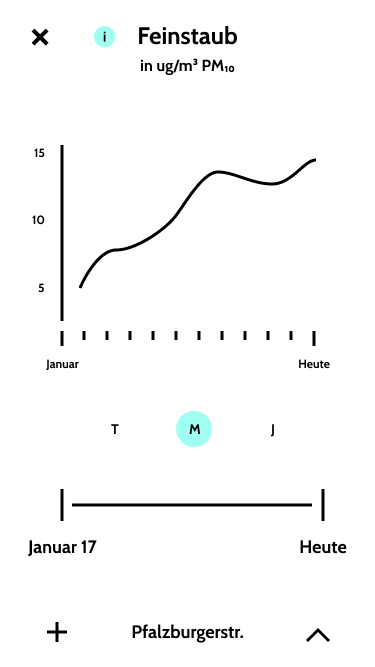 i Feinstaub
in ug/m³ PM₁₀
15
10
5
Januar Heute
T M J
Januar 17 Heute
Pfalzburgerstr.